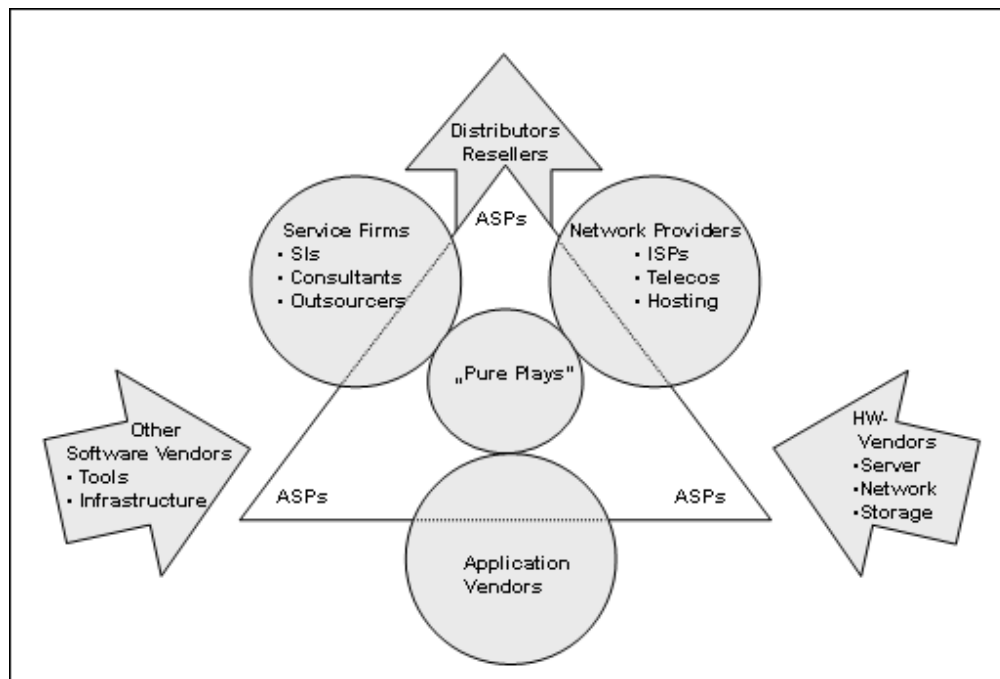 Distributors
Resellers
ASPs
Service Firms
• SIs
• Consultants
• Outsourcers
Network Providers
• ISPs
• Telecos
• Hosting
„Pure Plays"
Other
Software Vendors
• Tools
• Infrastructure
HW-
Vendors
•Server
•Network
•Storage
ASPs
ASPs
Application
Vendors